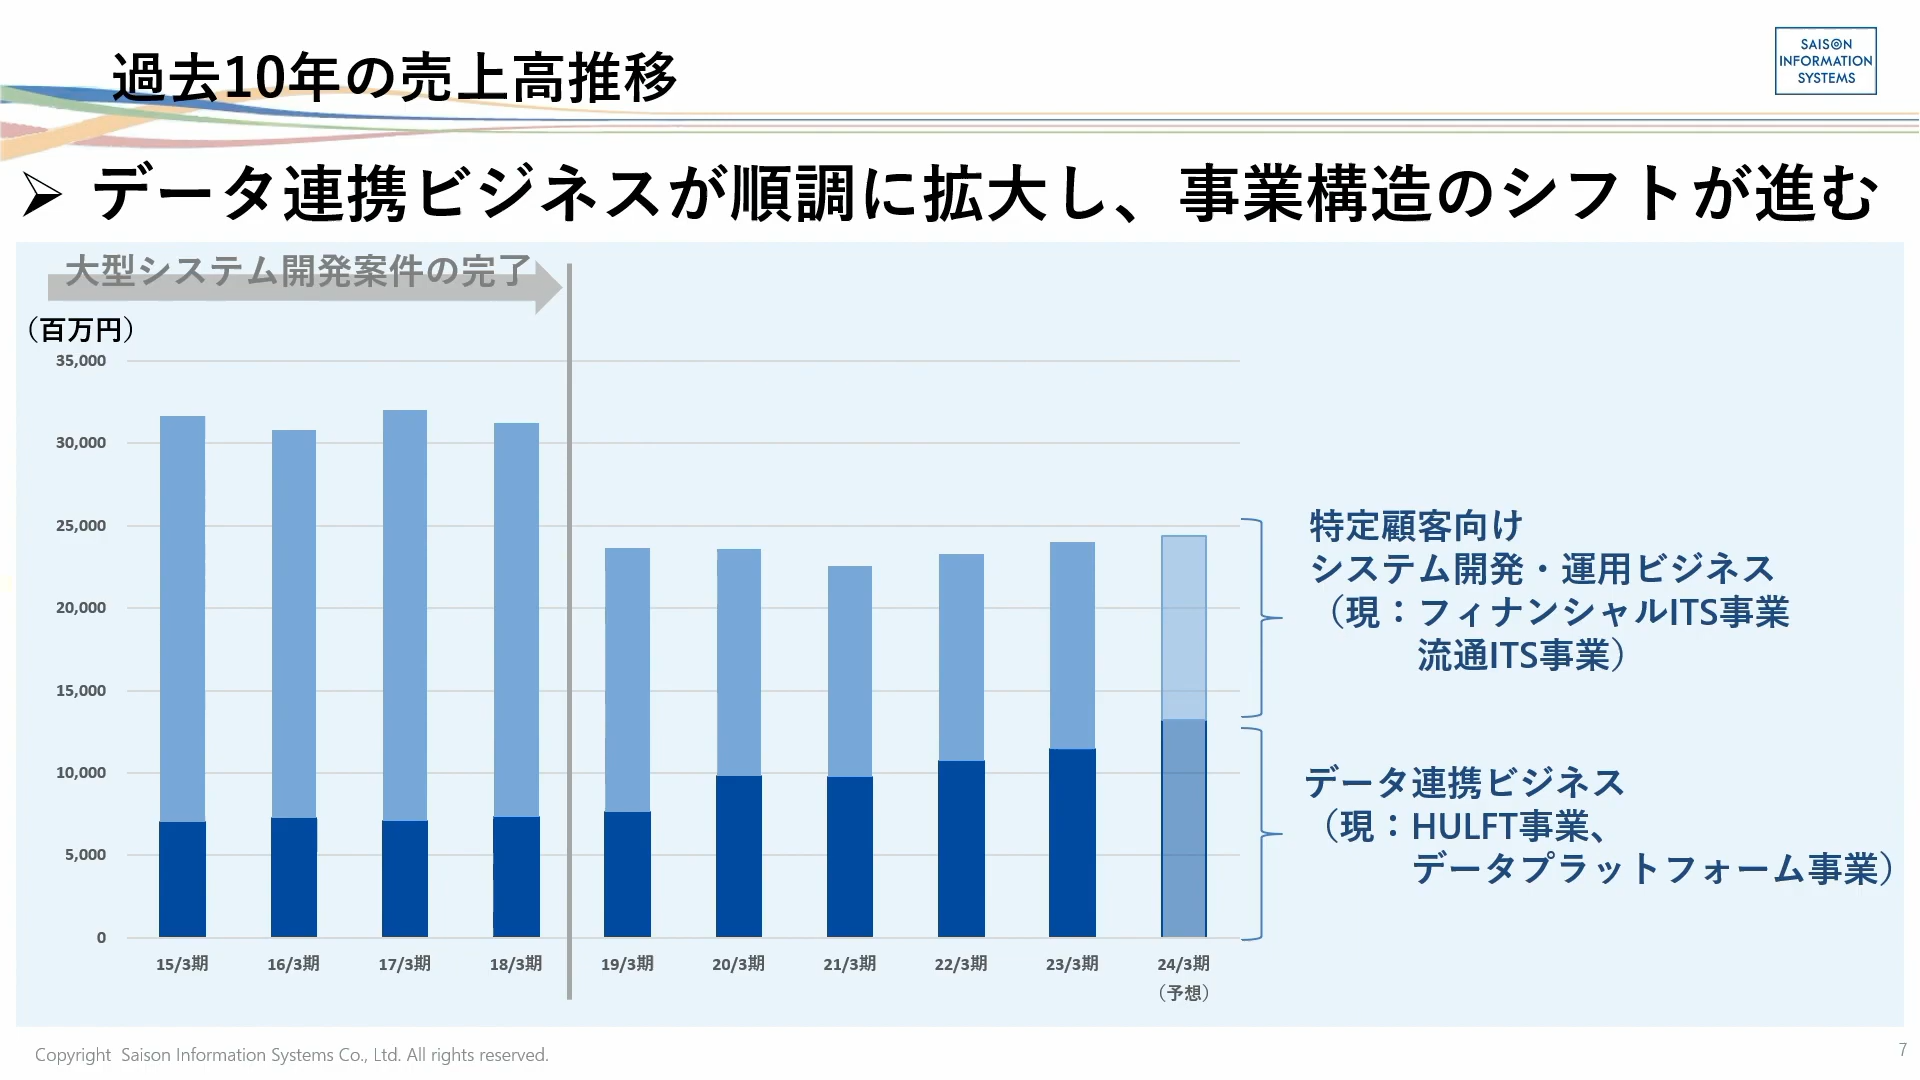 過去10年の売上高推移
SAISON
INFORMATION
SYSTEMS
➢ データ連携ビジネスが順調に拡大し、事業構造のシフトが進む
大型システム開発案件の完了
（百万円）
35,000
30,000
25,000
20,000
15,000
10,000
5,000
0
15/3期 16/3期 17/3期 18/3期 19/3期 20/3期 21/3期 22/3期 23/3期 24/3期
（予想）
特定顧客向け
システム開発・運用ビジネス
（現：フィナンシャルITS事業
流通ITS事業）
データ連携ビジネス
（現：HULFT事業、
データプラットフォーム事業）
Copyright Saison Information Systems Co., Ltd. All rights reserved.
7